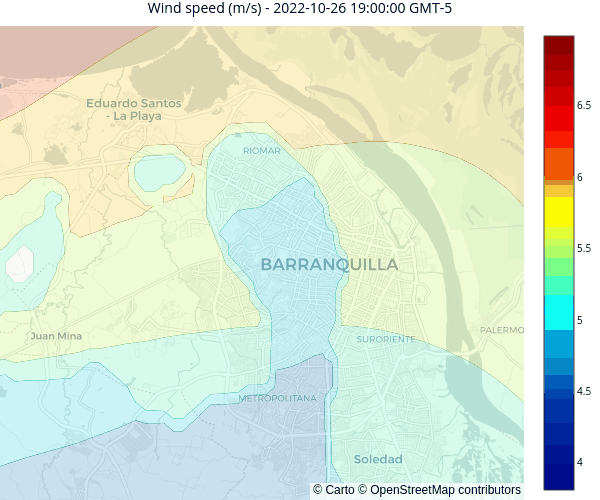 Wind speed (m/s) - 2022-10-26 19:00:00 GMT-5
Eduardo Santos
- La Playa
RIOMAR
BARRANQUILLA
Juan Mina
PALERMO
SURORIENTE
METROPOLITANA
Soledad
© Carto © OpenStreetMap contributors
6.5
6
5.5
5
4.5
4